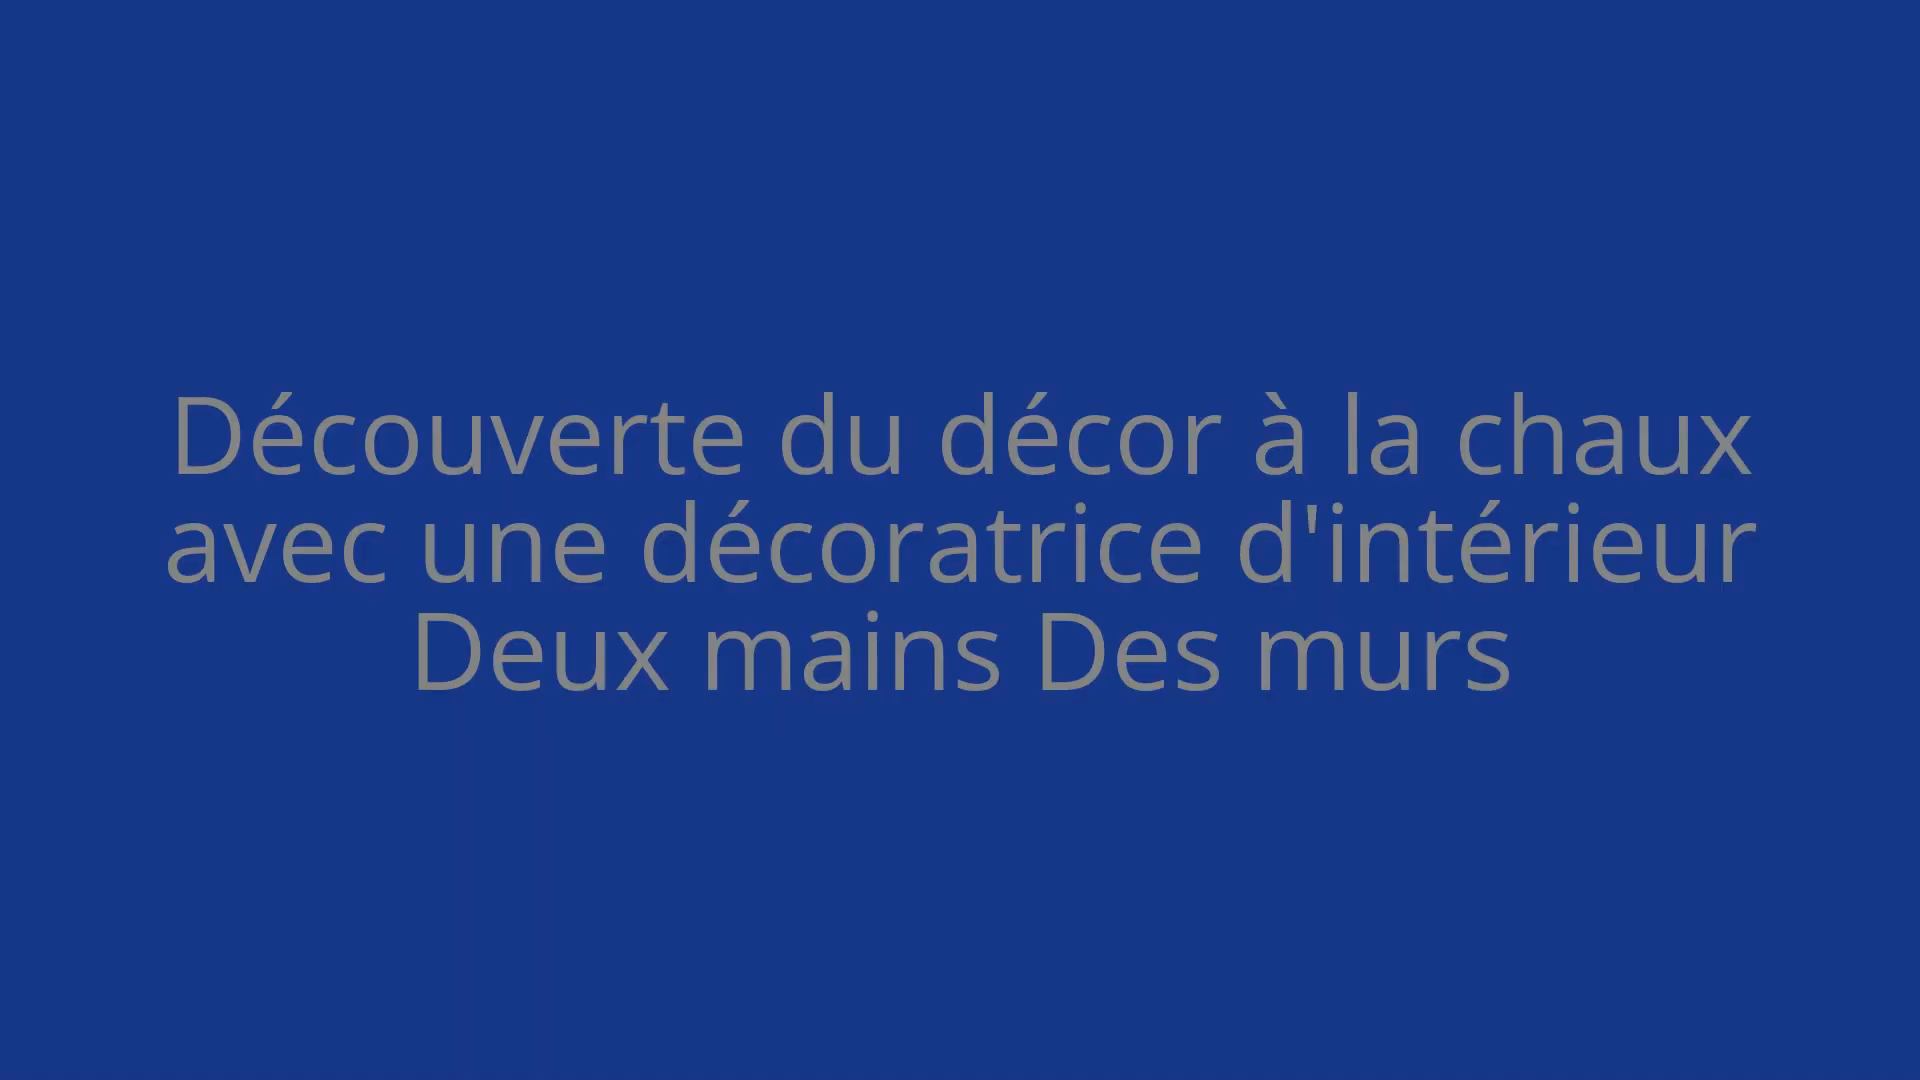 Découverte du décor à la chaux
avec une décoratrice d'intérieur
Deux mains Des murs